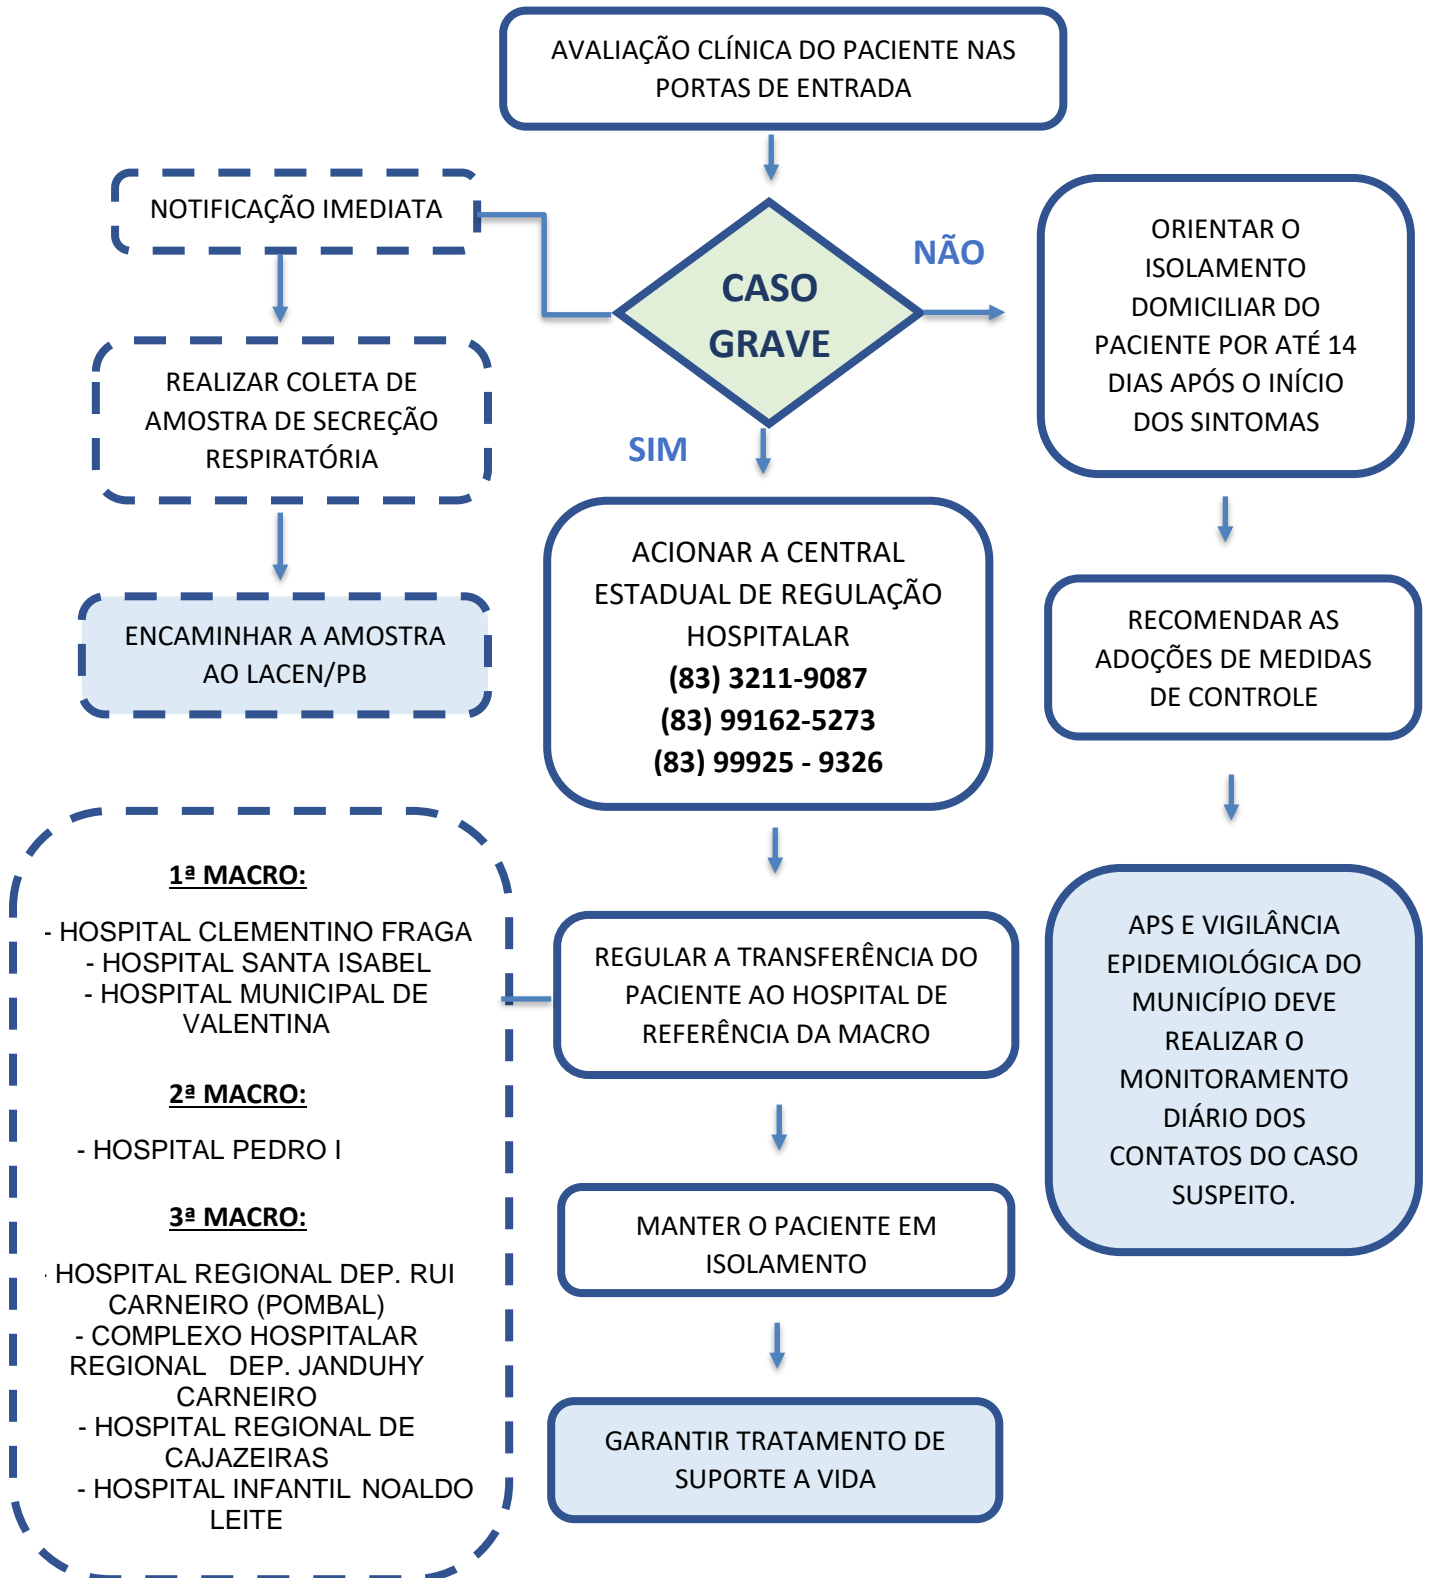 AVALIAÇÃO CLÍNICA DO PACIENTE NAS
PORTAS DE ENTRADA
NOTIFICAÇÃO IMEDIATA
REALIZAR COLETA DE
AMOSTRA DE SECREÇÃO
RESPIRATÓRIA
ENCAMINHAR A AMOSTRA
AO LACEN/PB
CASO
GRAVE
NÃO
SIM
ORIENTAR O
ISOLAMENTO
DOMICILIAR DO
PACIENTE POR ATÉ 14
DIAS APÓS O INÍCIO
DOS SINTOMAS
RECOMENDAR AS
ADOÇÕES DE MEDIDAS
DE CONTROLE
APS E VIGILÂNCIA
EPIDEMIOLÓGICA DO
MUNICÍPIO DEVE
REALIZAR O
MONITORAMENTO
DIÁRIO DOS
CONTATOS DO CASO
SUSPEITO.
ACIONAR A CENTRAL
ESTADUAL DE REGULAÇÃO
HOSPITALAR
(83) 3211-9087
(83) 99162-5273
(83) 99925 - 9326
REGULAR A TRANSFERÊNCIA DO
PACIENTE AO HOSPITAL DE
REFERÊNCIA DA MACRO
MANTER O PACIENTE EM
ISOLAMENTO
GARANTIR TRATAMENTO DE
SUPORTE A VIDA
1ª MACRO:
- HOSPITAL CLEMENTINO FRAGA
- HOSPITAL SANTA ISABEL
- HOSPITAL MUNICIPAL DE
VALENTINA
2ª MACRO:
- HOSPITAL PEDRO I
3ª MACRO:
- HOSPITAL REGIONAL DEP. RUI
CARNEIRO (POMBAL)
- COMPLEXO HOSPITALAR
REGIONAL DEP. JANDUHY
CARNEIRO
- HOSPITAL REGIONAL DE
CAJAZEIRAS
- HOSPITAL INFANTIL NOALDO
LEITE